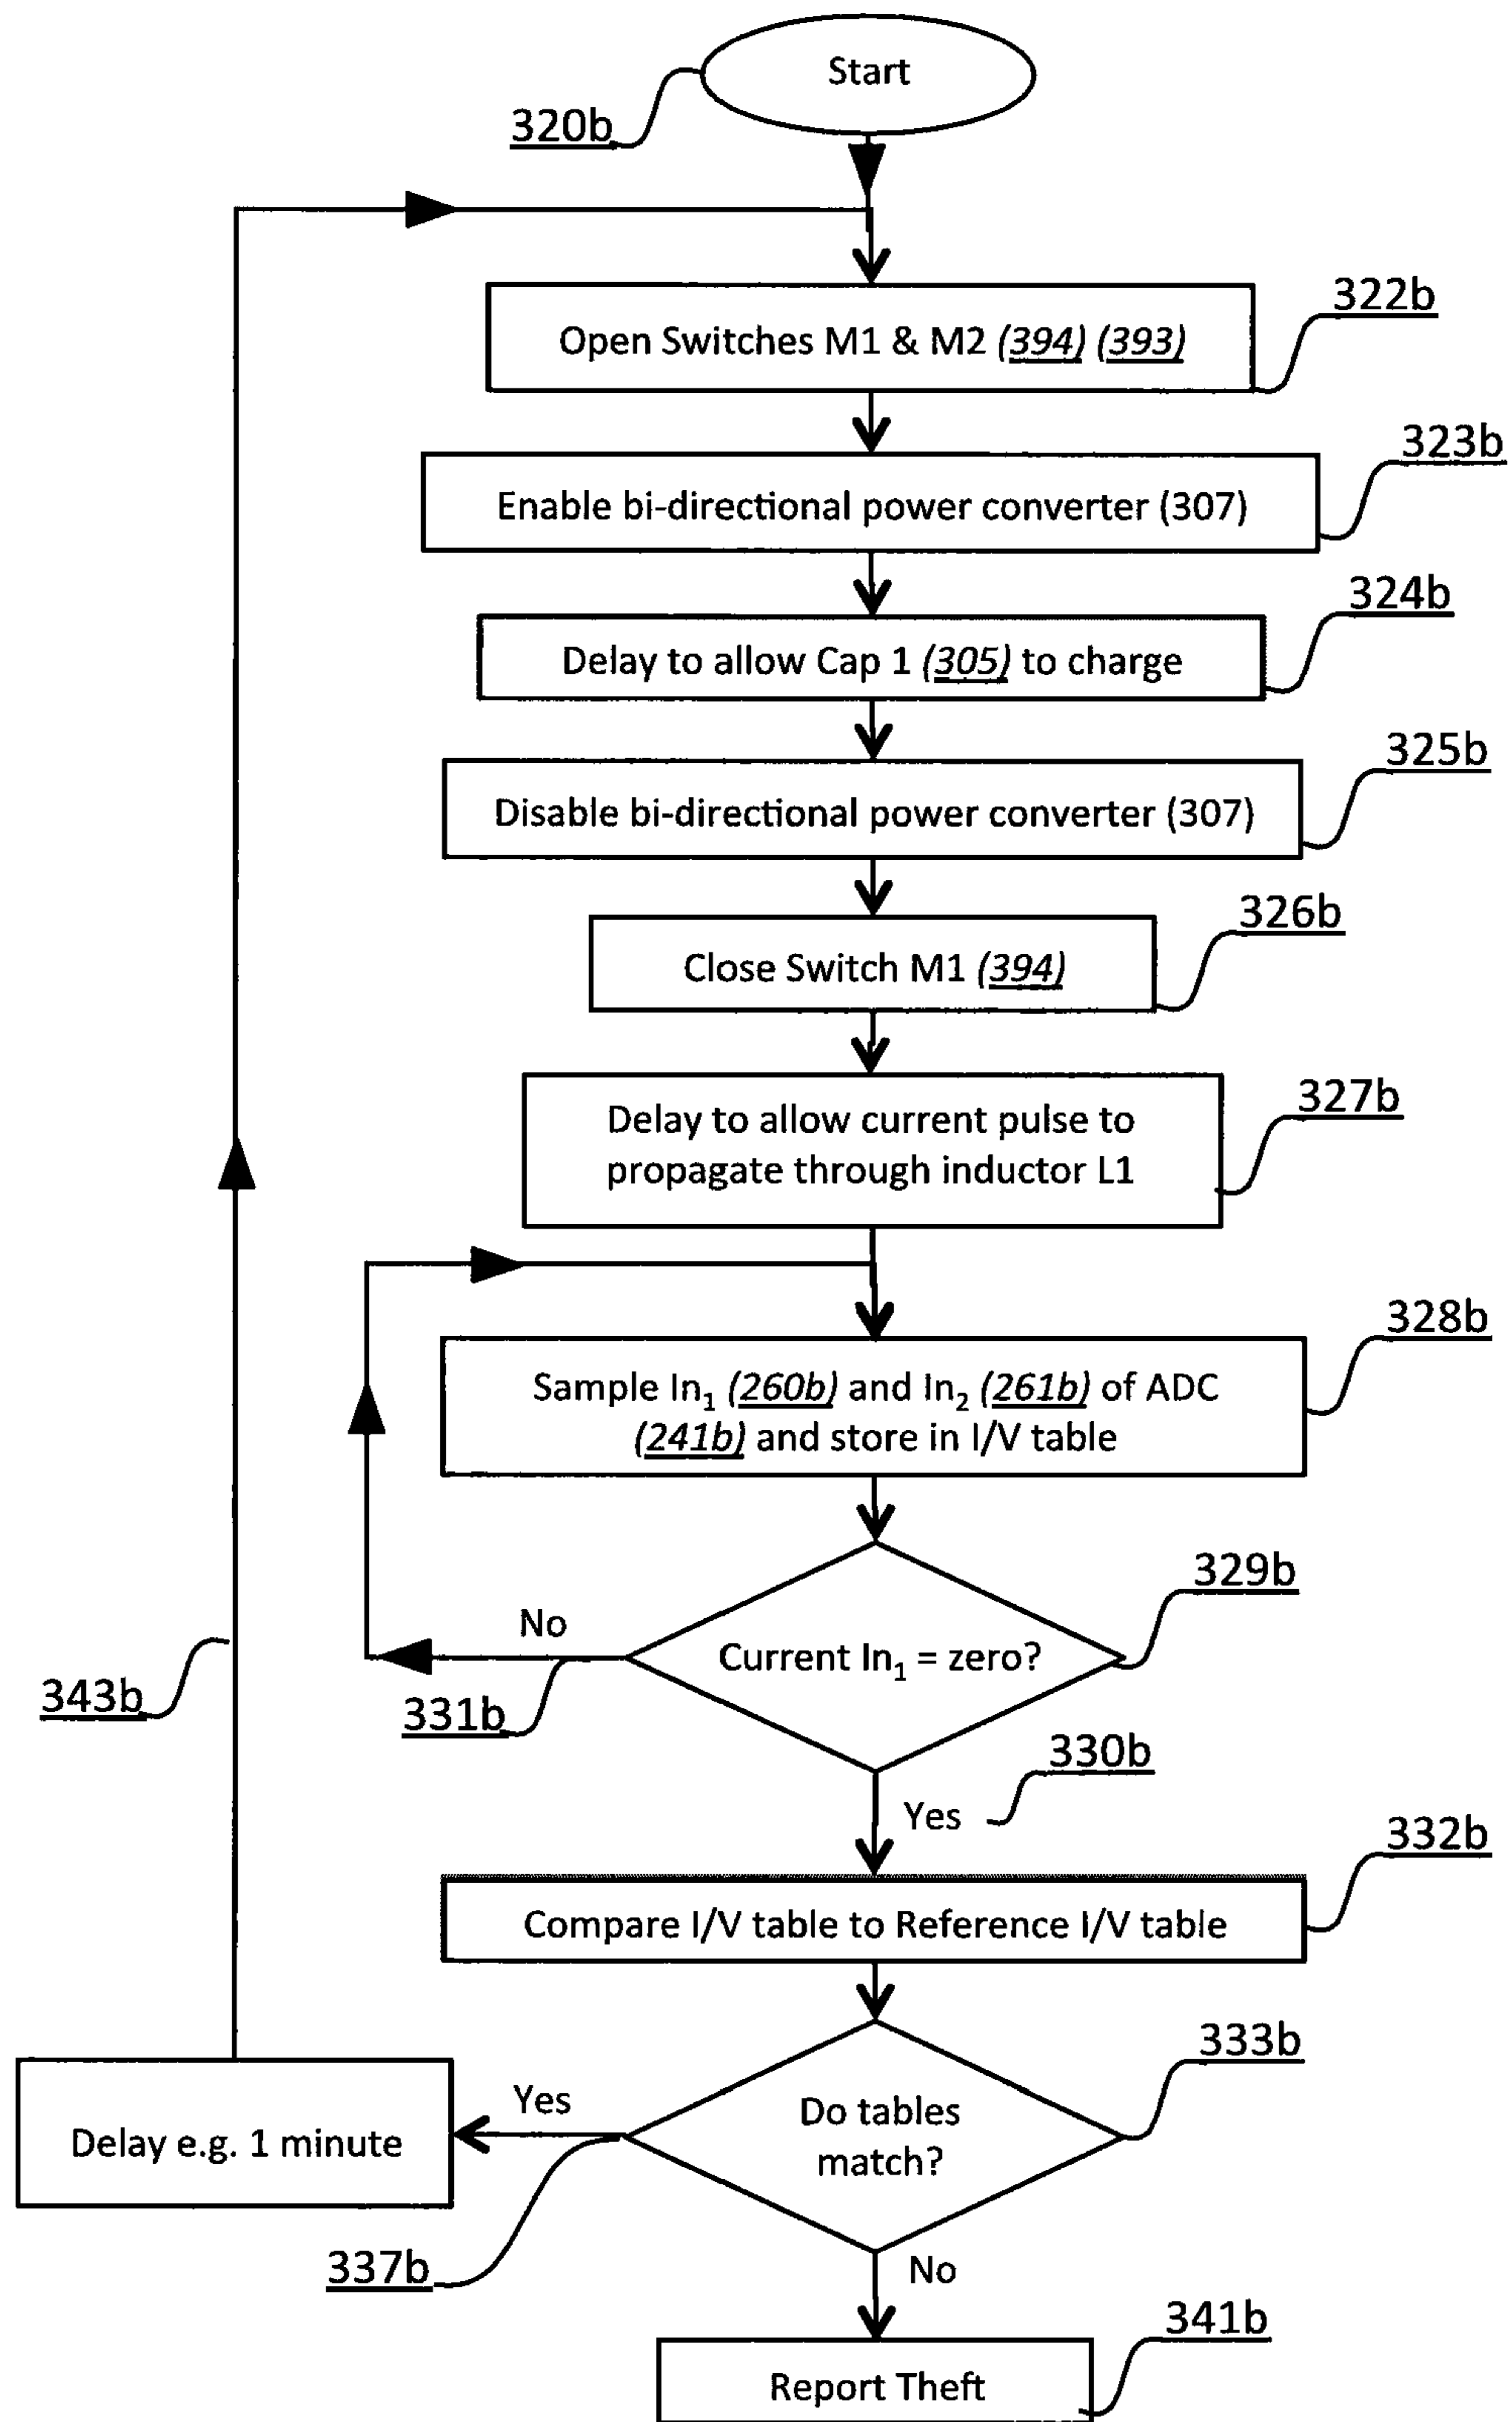 Start
320b
322b
Open Switches M1 & M2 (394) (393)
323b
Enable bi-directional power converter (307)
324b
Delay to allow Cap 1 (305) to charge
325b
Disable bi-directional power converter (307)
326b
Close Switch M1 (394)
327b
Delay to allow current pulse to
propagate through inductor L1
328b
Sample In₁ (260b) and In₂ (261b) of ADC
(241b) and store in I/V table
329b
No
Current In₁ = zero?
343b
331b
330b
Yes
332b
Compare I/V table to Reference I/V table
333b
Yes
Do tables
match?
Delay e.g. 1 minute
337b
No
341b
Report Theft